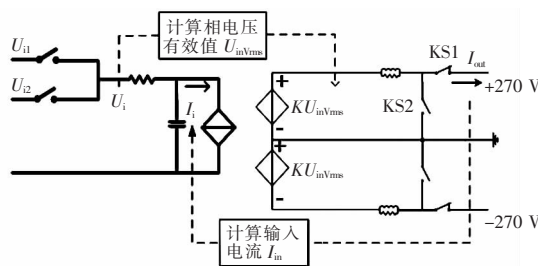 计算相电压
有效值 UinVrms
Ui1
Ui2
Ui
Ii
KUinVrms
KUinVrms
KS1
Iout
+270 V
KS2
-270 V
计算输入
电流 Iin
+
-
+
-